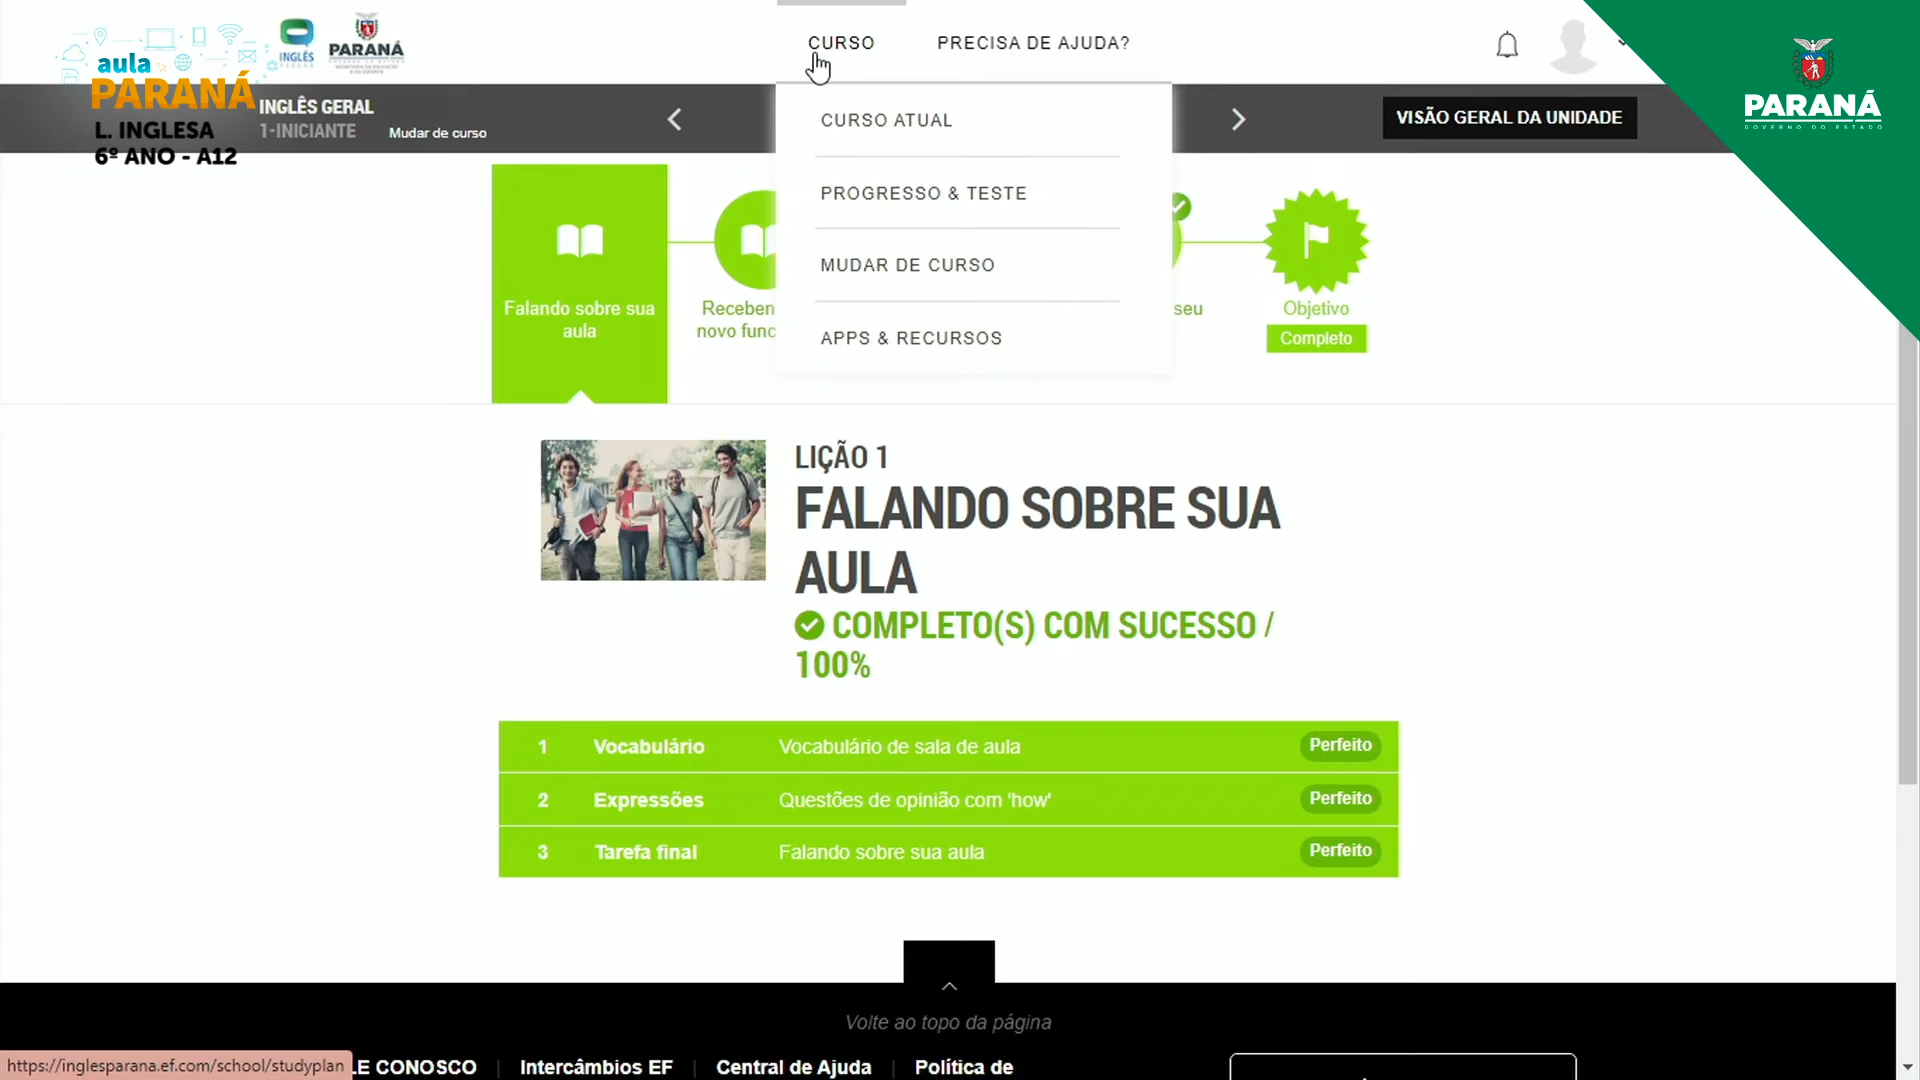 CURSO
PRECISA DE AJUDA?
INGLÊS
PARANÁ
aula
PARANÁ
L. INGLESA
6º ANO - A12
PARANÁ
GOVERNO DO ESTADO
INGLÊS GERAL
1-INICIANTE
Mudar de curso
VISÃO GERAL DA UNIDADE
CURSO ATUAL
PROGRESSO & TESTE
MUDAR DE CURSO
APPS & RECURSOS
Falando sobre sua
aula
Receben
novo func
seu
Objetivo
Completo
LIÇÃO 1
FALANDO SOBRE SUA
AULA
COMPLETO(S) COM SUCESSO /
100%
1 Vocabulário Vocabulário de sala de aula Perfeito
2 Expressões Questões de opinião com 'how' Perfeito
3 Tarefa final Falando sobre sua aula Perfeito
Volte ao topo da página
https://inglesparana.ef.com/school/studyplan
LE CONOSCO
Intercâmbios EF
Central de Ajuda
Política de